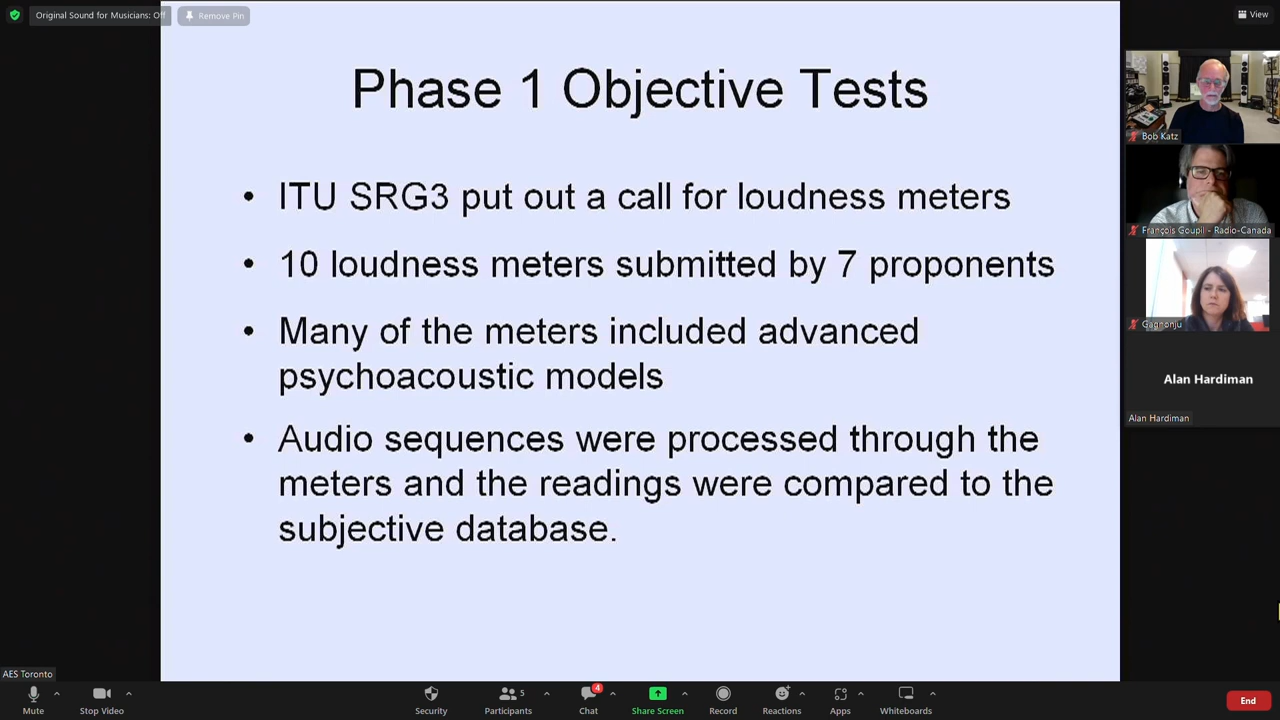 Original Sound for Musicians: Off
Remove Pin
View
Phase 1 Objective Tests
• ITU SRG3 put out a call for loudness meters
• 10 loudness meters submitted by 7 proponents
• Many of the meters included advanced
psychoacoustic models
• Audio sequences were processed through the
meters and the readings were compared to the
subjective database.
Bob Katz
François Goupil - Radio-Canada
Gagnonju
Alan Hardiman
Alan Hardiman
AES Toronto
Mute
Stop Video
Security
5
Participants
4
Chat
Share Screen
Record
Reactions
Apps
Whiteboards
End